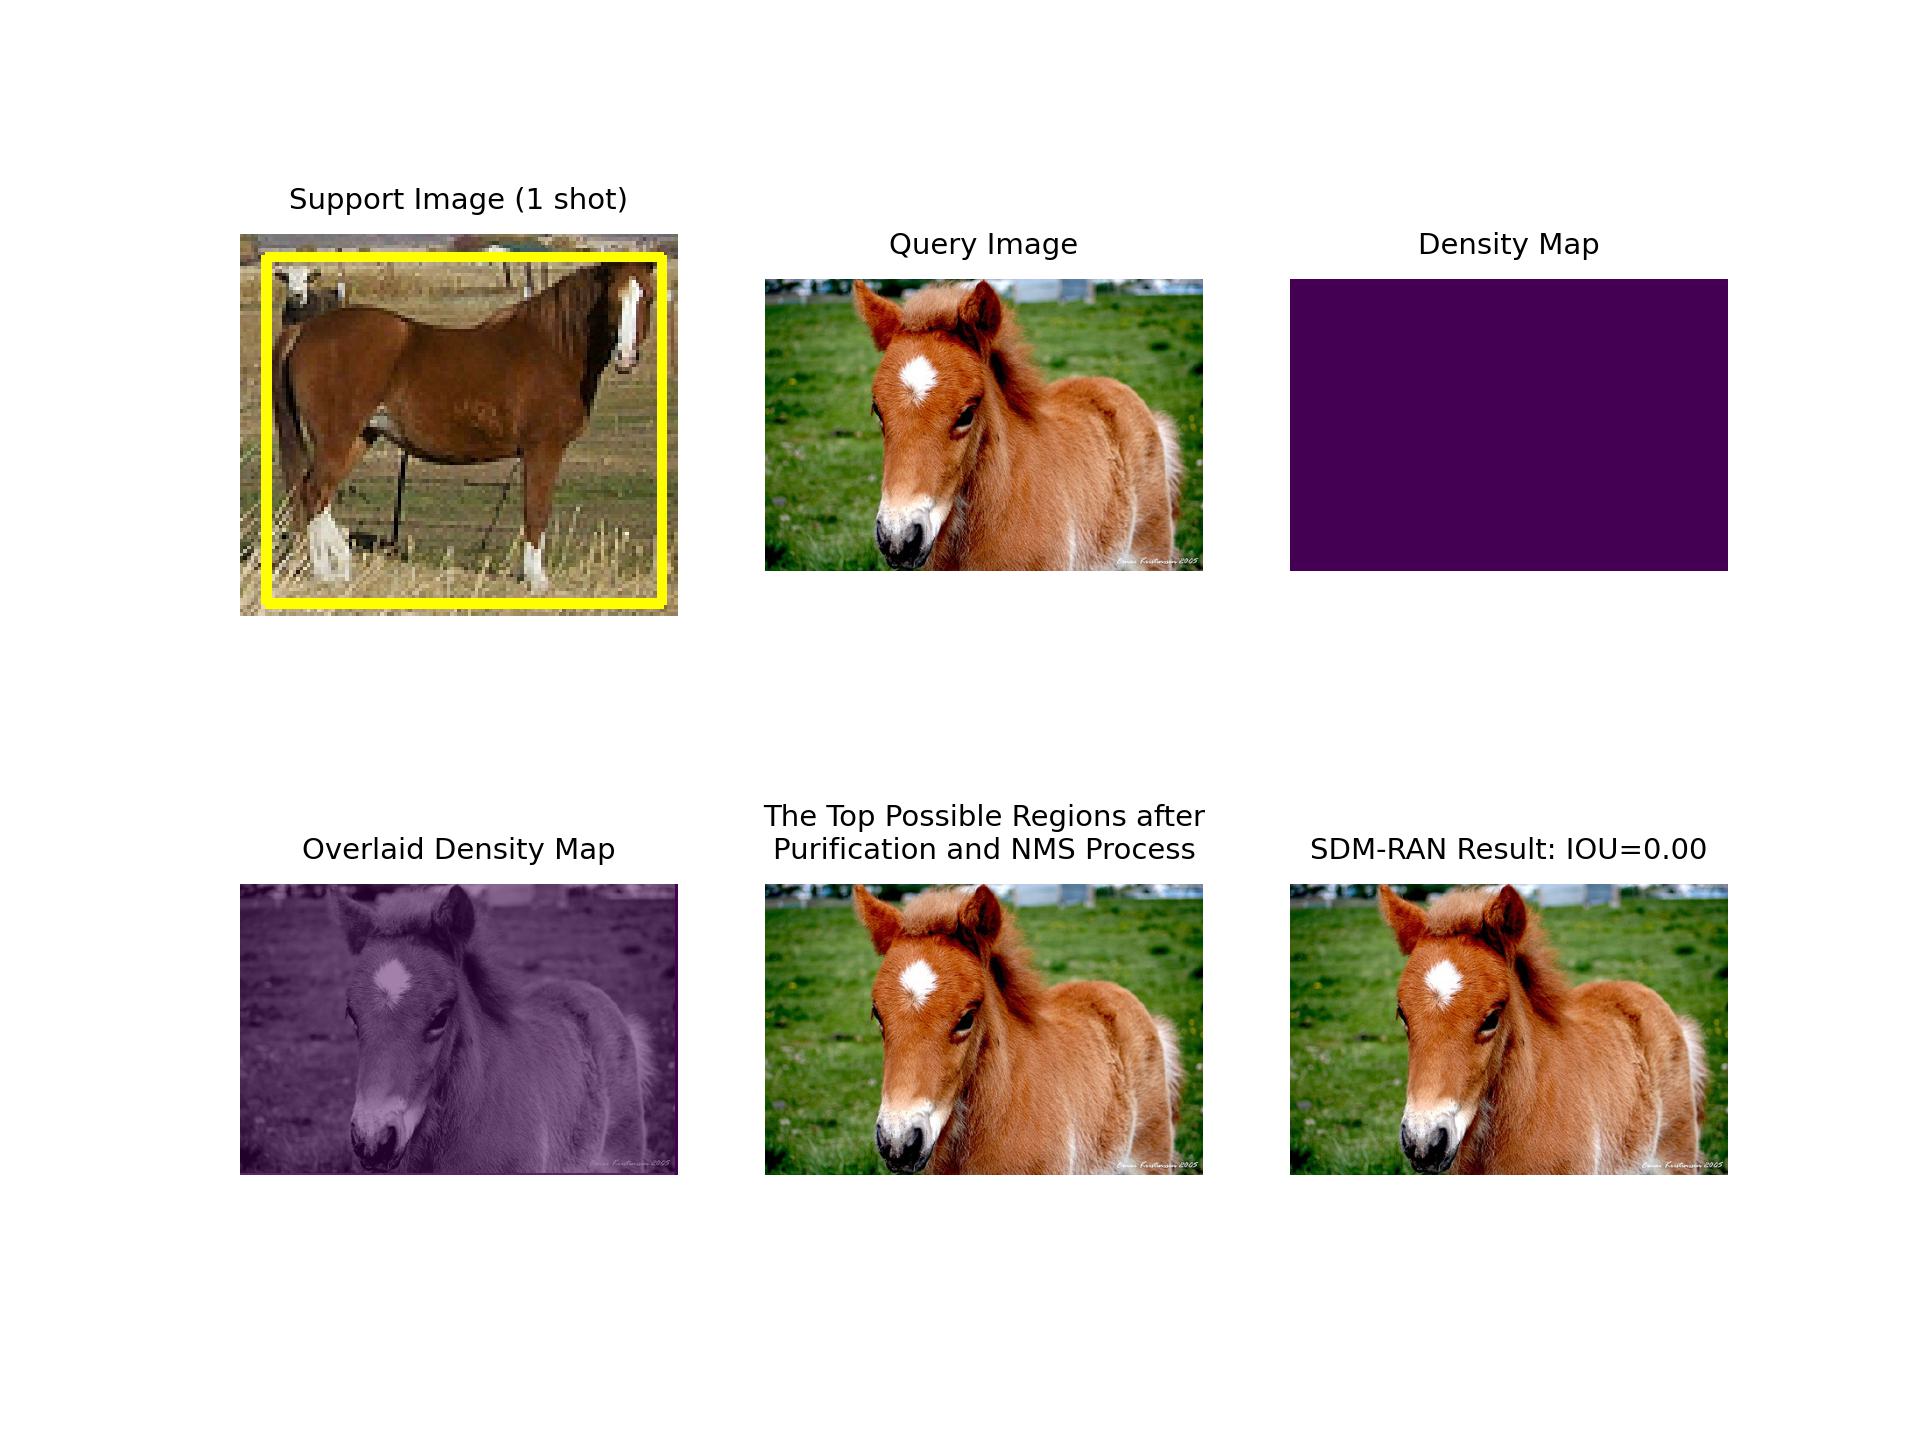 Support Image (1 shot)
Query Image
Density Map
Overlaid Density Map
The Top Possible Regions after
Purification and NMS Process
SDM-RAN Result: IOU=0.00